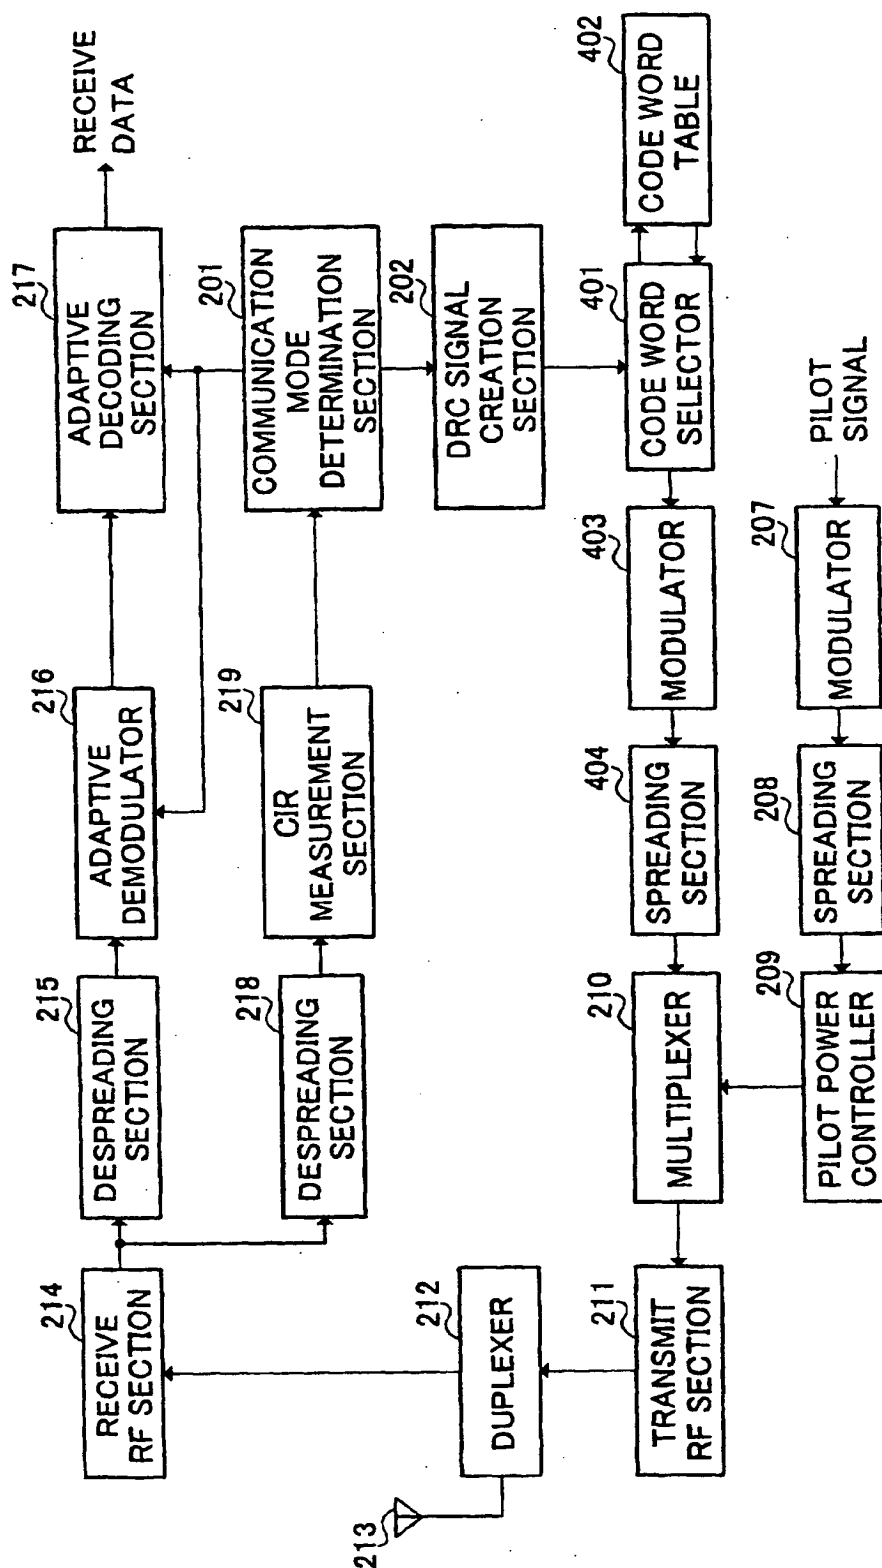 214
RECEIVE
RF SECTION
215
DESPREADING
SECTION
216
ADAPTIVE
DEMODULATOR
217
ADAPTIVE
DECODING
SECTION
RECEIVE
DATA
218
DESPREADING
SECTION
219
CIR
MEASUREMENT
SECTION
201
COMMUNICATION
MODE
DETERMINATION
SECTION
213
212
DUPLEXER
202
DRC SIGNAL
CREATION
SECTION
211
TRANSMIT
RF SECTION
210
MULTIPLEXER
404
SPREADING
SECTION
403
MODULATOR
401
CODE WORD
SELECTOR
402
CODE WORD
TABLE
209
PILOT POWER
CONTROLLER
208
SPREADING
SECTION
207
MODULATOR
PILOT
SIGNAL